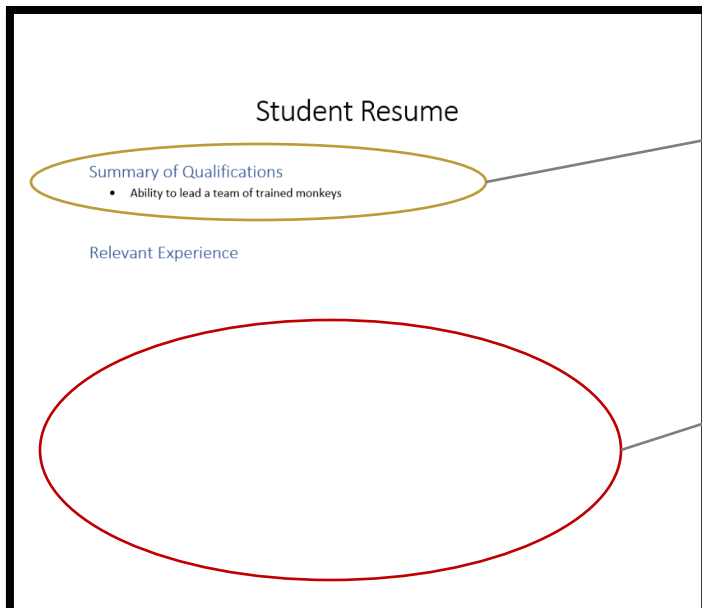 Student Resume
Summary of Qualifications
• Ability to lead a team of trained monkeys
Relevant Experience